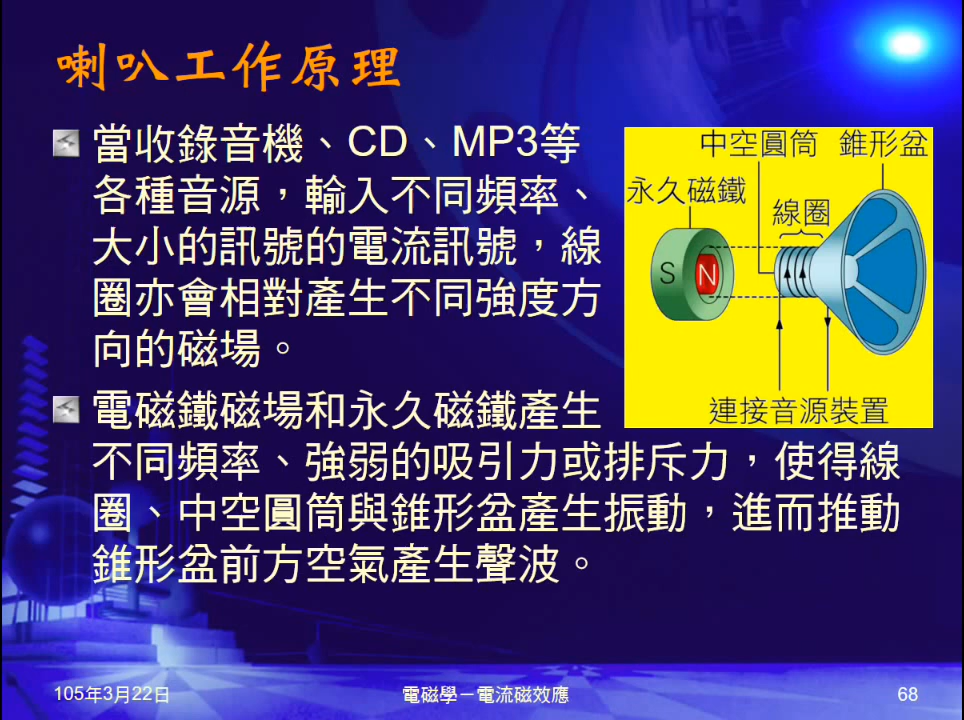 喇叭工作原理
當收錄音機、CD、MP3等
各種音源，輸入不同頻率、
大小的訊號的電流訊號，線
圈亦會相對產生不同強度方
向的磁場。
中空圓筒 錐形盆
永久磁鐵
線圈
S N
連接音源裝置
電磁鐵磁場和永久磁鐵產生
不同頻率、強弱的吸引力或排斥力，使得線
圈、中空圓筒與錐形盆產生振動，進而推動
錐形盆前方空氣產生聲波。
105年3月22日
電磁學－電流磁效應
68